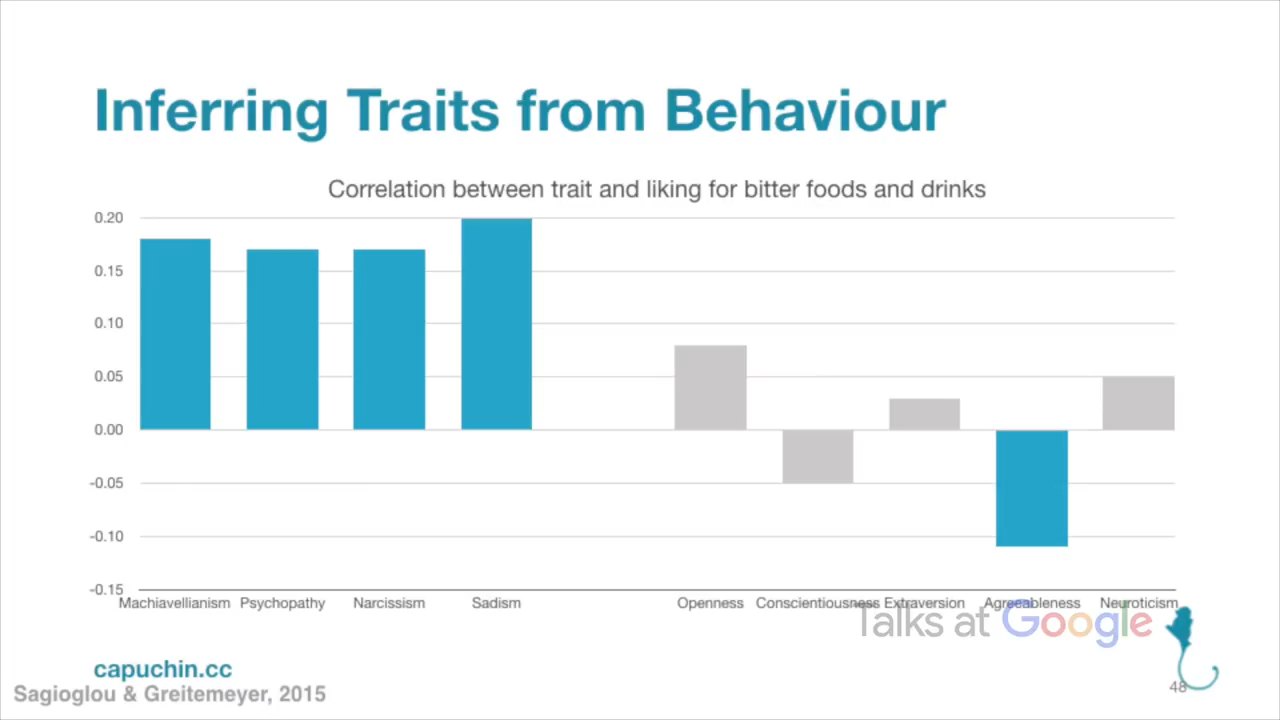 Inferring Traits from Behaviour
Correlation between trait and liking for bitter foods and drinks
0.20
0.15
0.10
0.05
0.00
-0.05
-0.10
-0.15
Machiavellianism Psychopathy Narcissism Sadism Openness Conscientiousness Extraversion Agreeableness Neuroticism
Talks at Google
capuchin.cc
48
Sagioglou & Greitemeyer, 2015